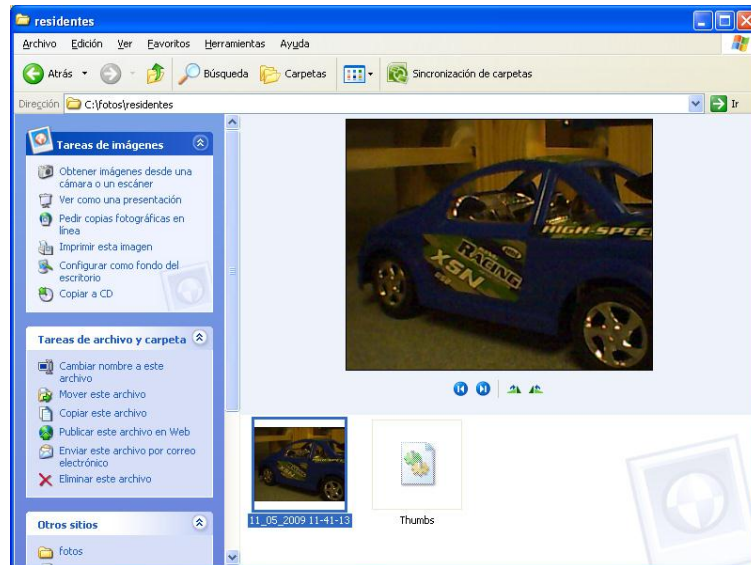 residentes
Archivo Edición Ver Favoritos Herramientas Ayuda
Atrás Búsqueda Carpetas Sincronización de carpetas
Dirección C:\fotos\residentes Ir
Tareas de imágenes
Obtener imágenes desde una
cámara o un escáner
Ver como una presentación
Pedir copias fotográficas en
línea
Imprimir esta imagen
Configurar como fondo del
escritorio
Copiar a CD
Tareas de archivo y carpeta
Cambiar nombre a este
archivo
Mover este archivo
Copiar este archivo
Publicar este archivo en Web
Enviar este archivo por correo
electrónico
Eliminar este archivo
Otros sitios
fotos
HIGH-SPEE
RACING
XSN
11_05_2009 11-41-13
Thumbs